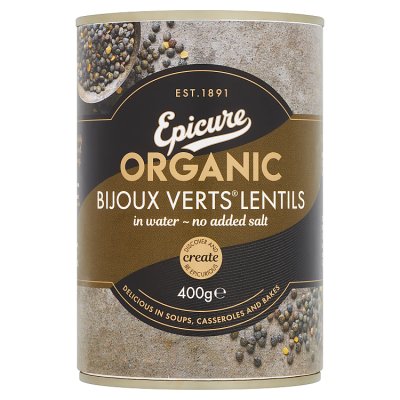 EST.1891
Epicure
ORGANIC
BIJOUX VERTS® LENTILS
in water ~ no added salt
DISCOVER AND
create
BE EPICURIOUS
400g℮
DELICIOUS IN SOUPS, CASSEROLES AND BAKES